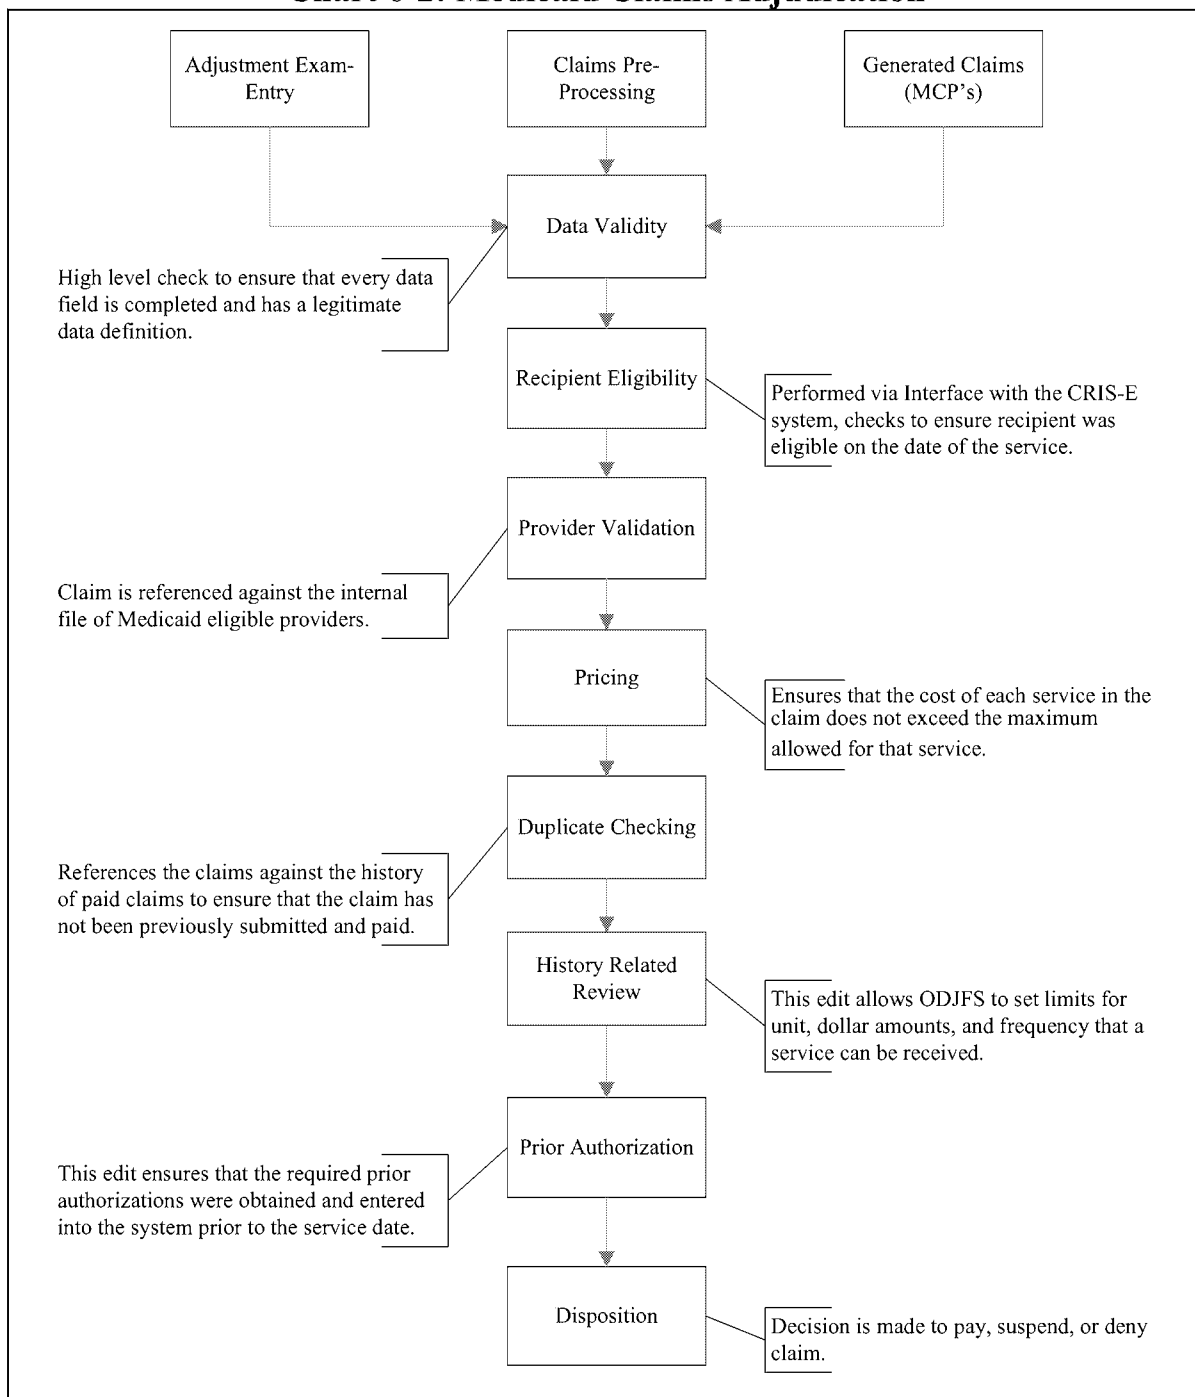 Adjustment Exam-
Entry
Claims Pre-
Processing
Generated Claims
(MCP's)
Data Validity
High level check to ensure that every data
field is completed and has a legitimate
data definition.
Recipient Eligibility
Performed via Interface with the CRIS-E
system, checks to ensure recipient was
eligible on the date of the service.
Provider Validation
Claim is referenced against the internal
file of Medicaid eligible providers.
Pricing
Ensures that the cost of each service in the
claim does not exceed the maximum
allowed for that service.
Duplicate Checking
References the claims against the history
of paid claims to ensure that the claim has
not been previously submitted and paid.
History Related
Review
This edit allows ODJFS to set limits for
unit, dollar amounts, and frequency that a
service can be received.
Prior Authorization
This edit ensures that the required prior
authorizations were obtained and entered
into the system prior to the service date.
Disposition
Decision is made to pay, suspend, or deny
claim.